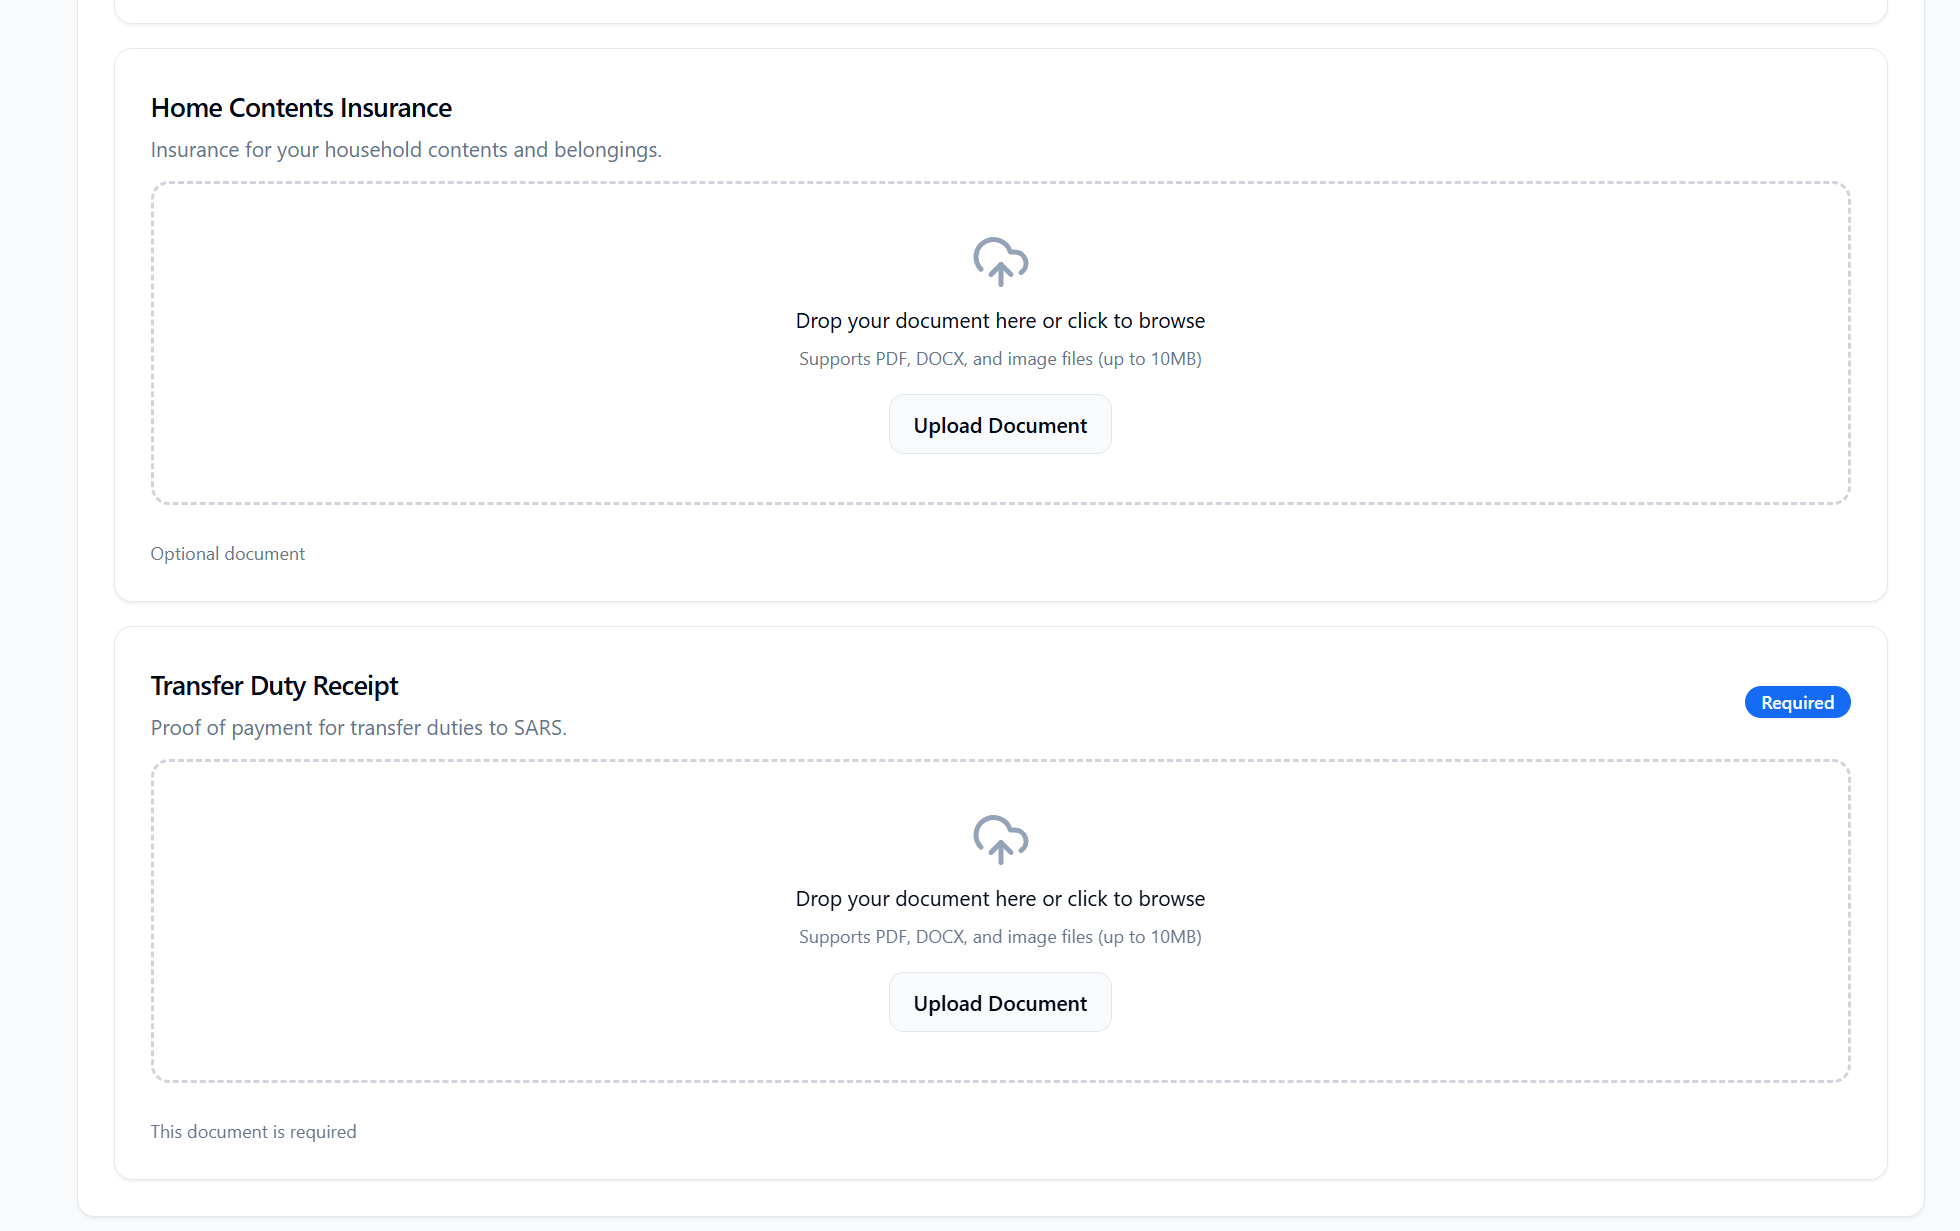 Home Contents Insurance
Insurance for your household contents and belongings.
Drop your document here or click to browse
Supports PDF, DOCX, and image files (up to 10MB)
Upload Document
Optional document
Transfer Duty Receipt
Required
Proof of payment for transfer duties to SARS.
Drop your document here or click to browse
Supports PDF, DOCX, and image files (up to 10MB)
Upload Document
This document is required